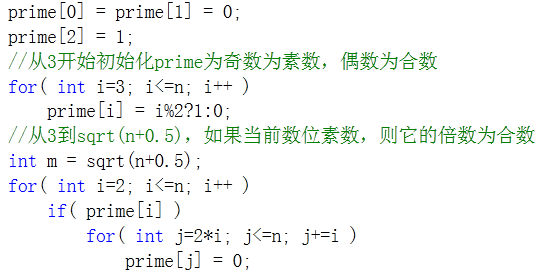 prime[0] = prime[1] = 0;
prime[2] = 1;
//从3开始初始化prime为奇数为素数，偶数为合数
for( int i=3; i<=n; i++ )
    prime[i] = i%2?1:0;
//从3到sqrt(n+0.5)，如果当前数位素数，则它的倍数为合数
int m = sqrt(n+0.5);
for( int i=2; i<=n; i++ )
    if( prime[i] )
        for( int j=2*i; j<=n; j+=i )
            prime[j] = 0;